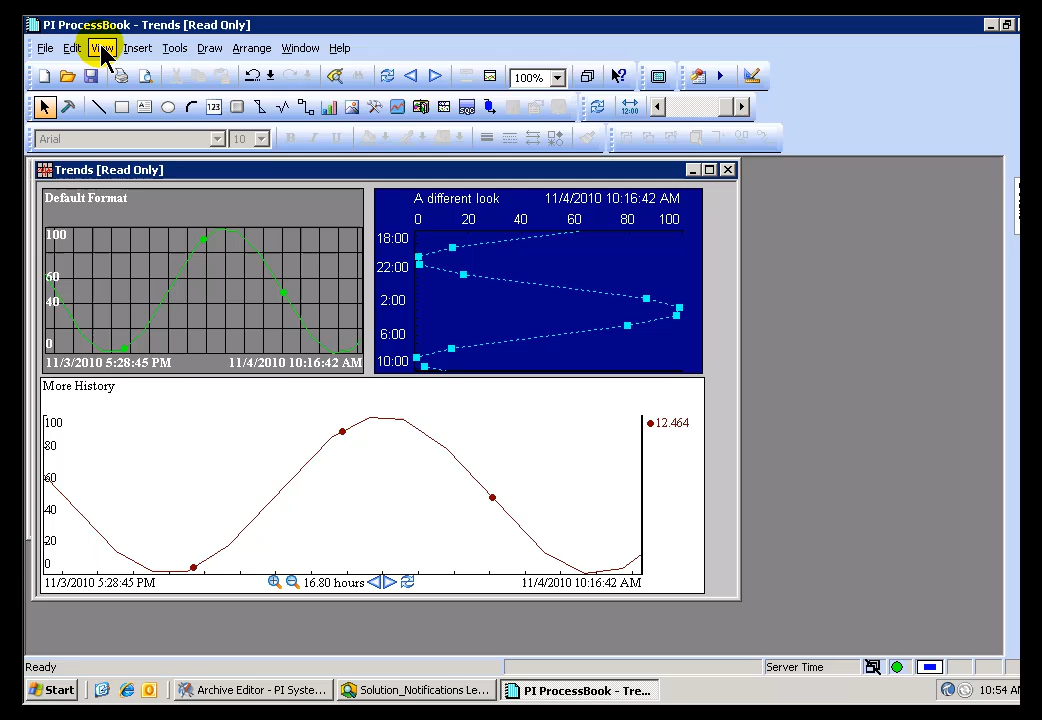 PI ProcessBook - Trends [Read Only]
File Edit View Insert Tools Draw Arrange Window Help
100%
123 SQC 12:00
Arial 10 B I U
Trends [Read Only]
Default Format
100
60
40
0
11/3/2010 5:28:45 PM 11/4/2010 10:16:42 AM
A different look 11/4/2010 10:16:42 AM
0 20 40 60 80 100
18:00
22:00
2:00
6:00
10:00
More History
100
80
60
40
20
0
12.464
11/3/2010 5:28:45 PM 16.80 hours 11/4/2010 10:16:42 AM
Ready Server Time
Start Archive Editor - PI Syste... Solution_Notifications Le... PI ProcessBook - Tre... 10:54 AM